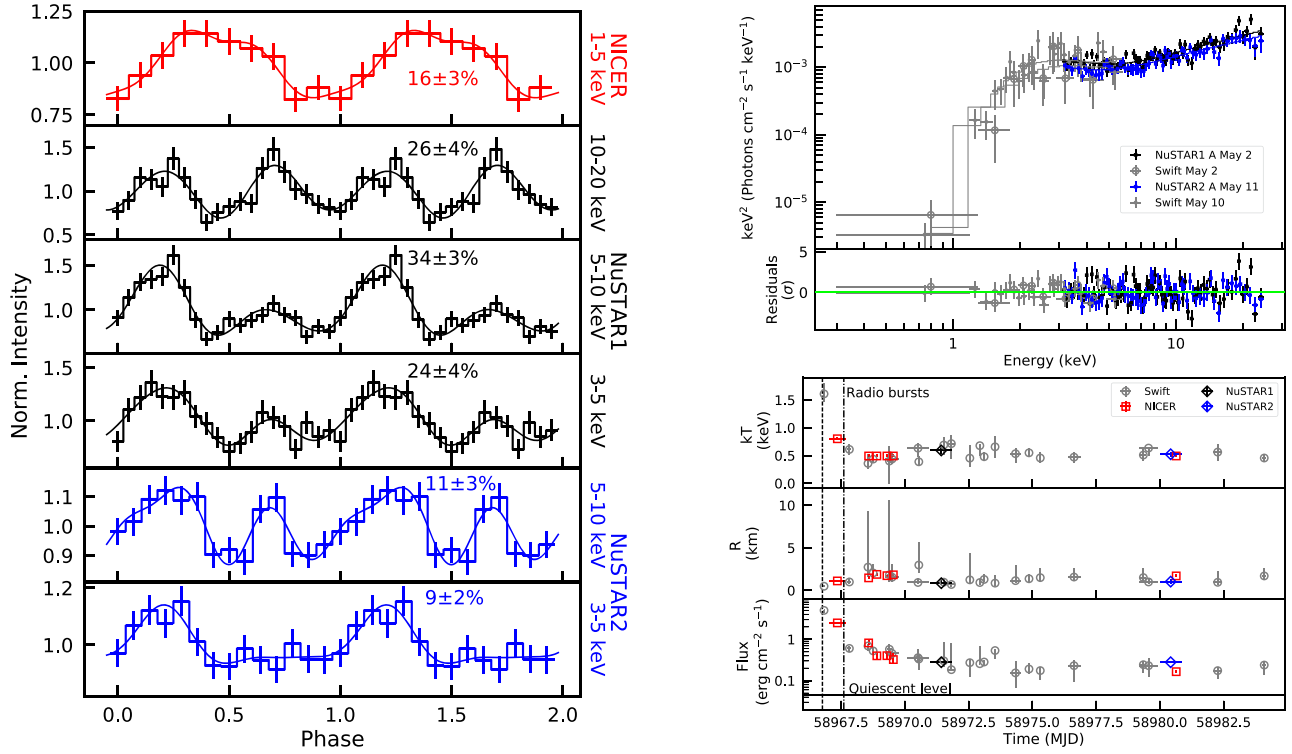 1.25
1.00
0.75
16±3%
NICER
1-5 keV
1.5
1.0
0.5
26±4%
10-20 keV
1.5
1.0
34±3%
NuSTAR1
5-10 keV
1.5
1.0
24±4%
3-5 keV
1.1
1.0
0.9
11±3%
5-10 keV
1.2
1.0
9±2%
NuSTAR2
3-5 keV
Norm. Intensity
0.0
0.5
1.0
1.5
2.0
Phase
keV² (Photons cm⁻² s⁻¹ keV⁻¹)
10⁻³
10⁻⁴
10⁻⁵
NuSTAR1 A May 2
Swift May 2
NuSTAR2 A May 11
Swift May 10
Residuals
(σ)
5
0
1
10
Energy (keV)
kT
(keV)
1.5
1.0
0.5
0.0
Radio bursts
Swift
NICER
NuSTAR1
NuSTAR2
R
(km)
10
5
0
Flux
(erg cm⁻² s⁻¹)
1
0.1
Quiescent level
58967.5
58970.0
58972.5
58975.0
58977.5
58980.0
58982.5
Time (MJD)